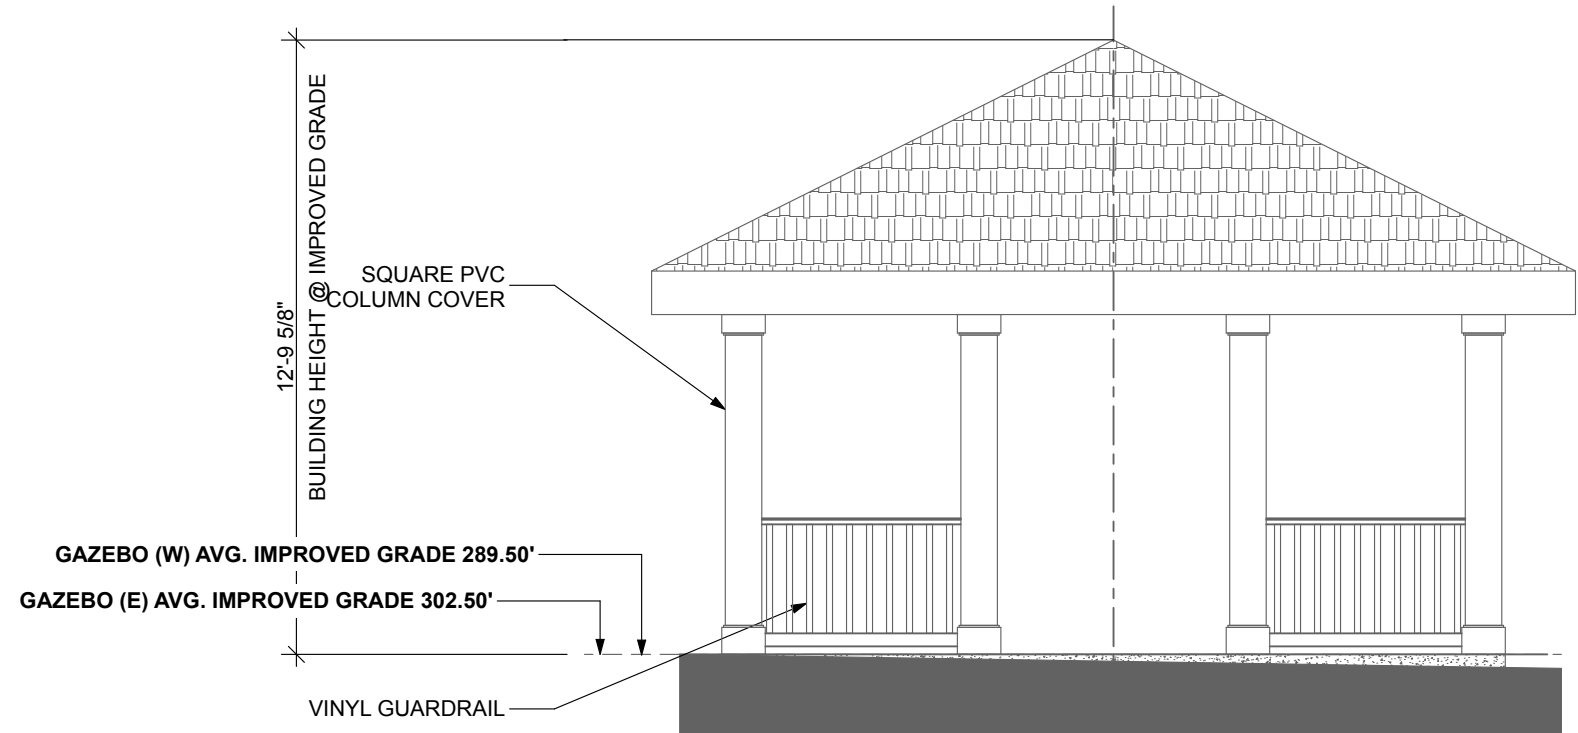 12'-9 5/8"
BUILDING HEIGHT @ IMPROVED GRADE
SQUARE PVC
COLUMN COVER
GAZEBO (W) AVG. IMPROVED GRADE 289.50'
GAZEBO (E) AVG. IMPROVED GRADE 302.50'
VINYL GUARDRAIL